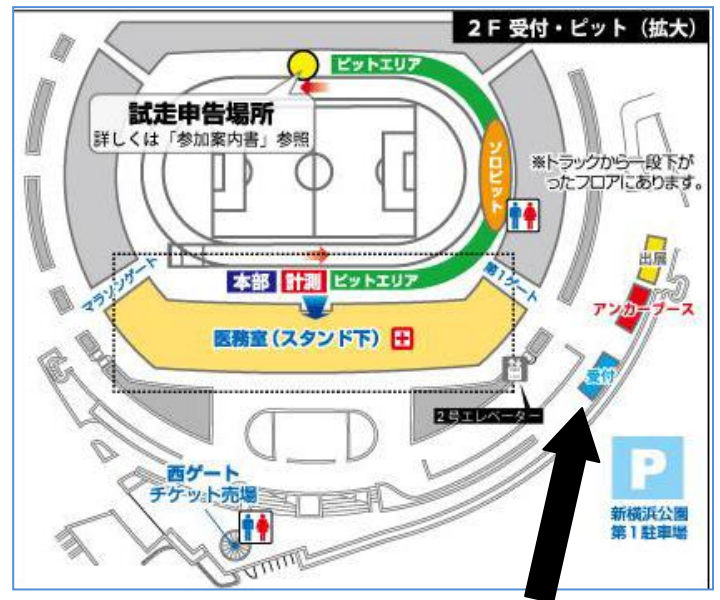 2F 受付・ピット（拡大）
ピットエリア
試走申告場所
詳しくは「参加案内書」参照
ソロピット
※トラックから一段下が
ったフロアにあります。
出展
アンカーブース
受付
マラソンゲート
本部
計測
ピットエリア
第1ゲート
医務室(スタンド下)
2号エレベーター
西ゲート
チケット売場
P
新横浜公園
第1駐車場